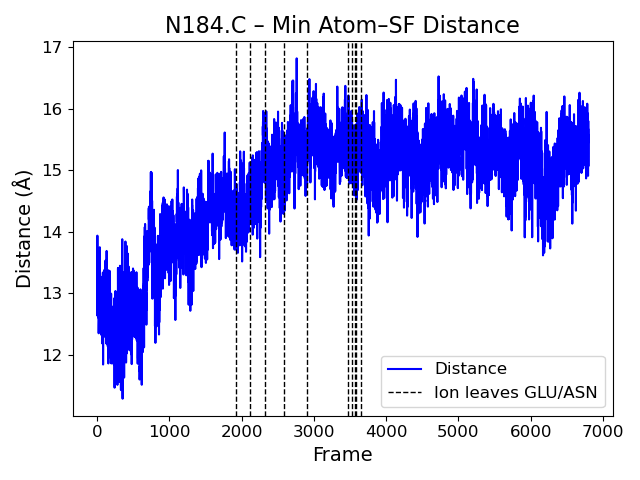 N184.C – Min Atom–SF Distance
17
16
15
14
13
12
Distance (Å)
Distance
Ion leaves GLU/ASN
0 1000 2000 3000 4000 5000 6000 7000
Frame